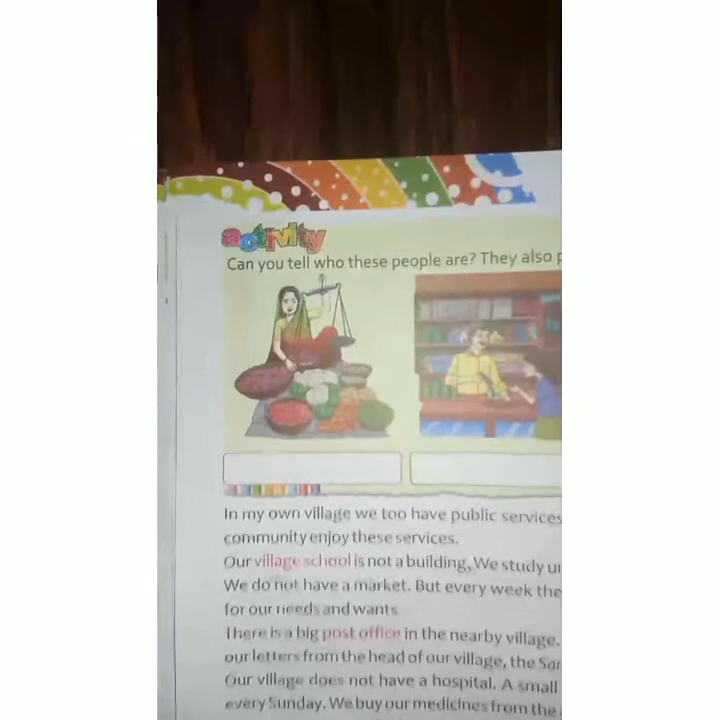 activity
Can you tell who these people are? They also
In my own village we too have public services
community enjoy these services.
Our village school is not a building, We study
We do not have a market. But every week the
for our needs and wants
There is a big post office in the nearby village.
our letters from the head of our village, the
Our village does not have a hospital. A small
every Sunday. We buy our medicines from the